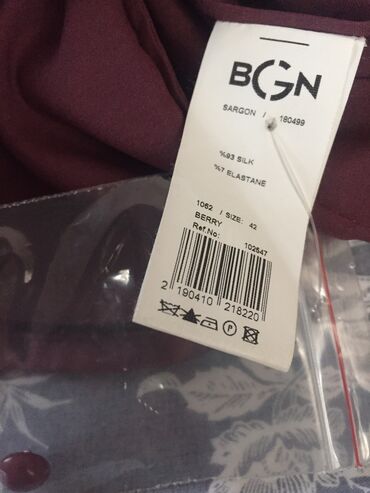 BGN
SARGON / 180499
%93 SILK
%7 ELASTANE
1062 / SIZE: 42
BERRY
Ref.No: 102547
2 190410 218220
P